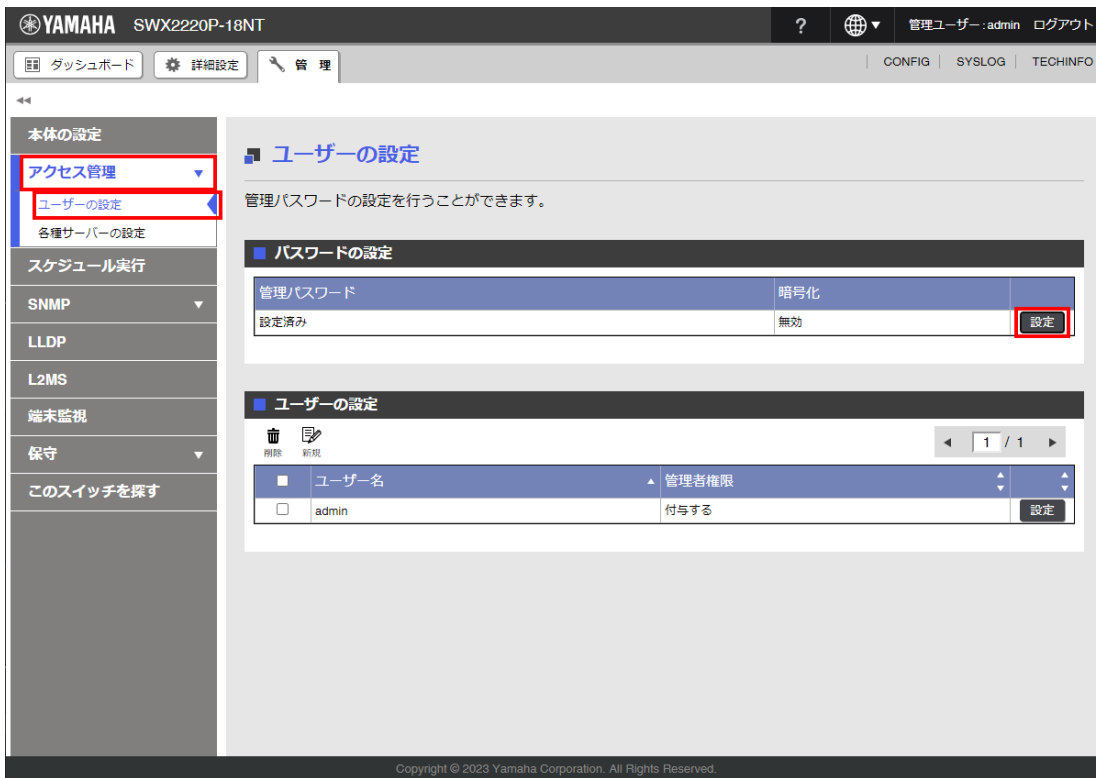 YAMAHA SWX2220P-18NT ? 管理ユーザー:admin ログアウト
ダッシュボード 詳細設定 管 理 CONFIG SYSLOG TECHINFO
本体の設定
アクセス管理
ユーザーの設定
各種サーバーの設定
スケジュール実行
SNMP
LLDP
L2MS
端末監視
保守
このスイッチを探す
ユーザーの設定
管理パスワードの設定を行うことができます。
パスワードの設定
管理パスワード 暗号化
設定済み 無効 設定
ユーザーの設定
削除 新規 1 / 1
ユーザー名 管理者権限
admin 付与する 設定
Copyright © 2023 Yamaha Corporation. All Rights Reserved.